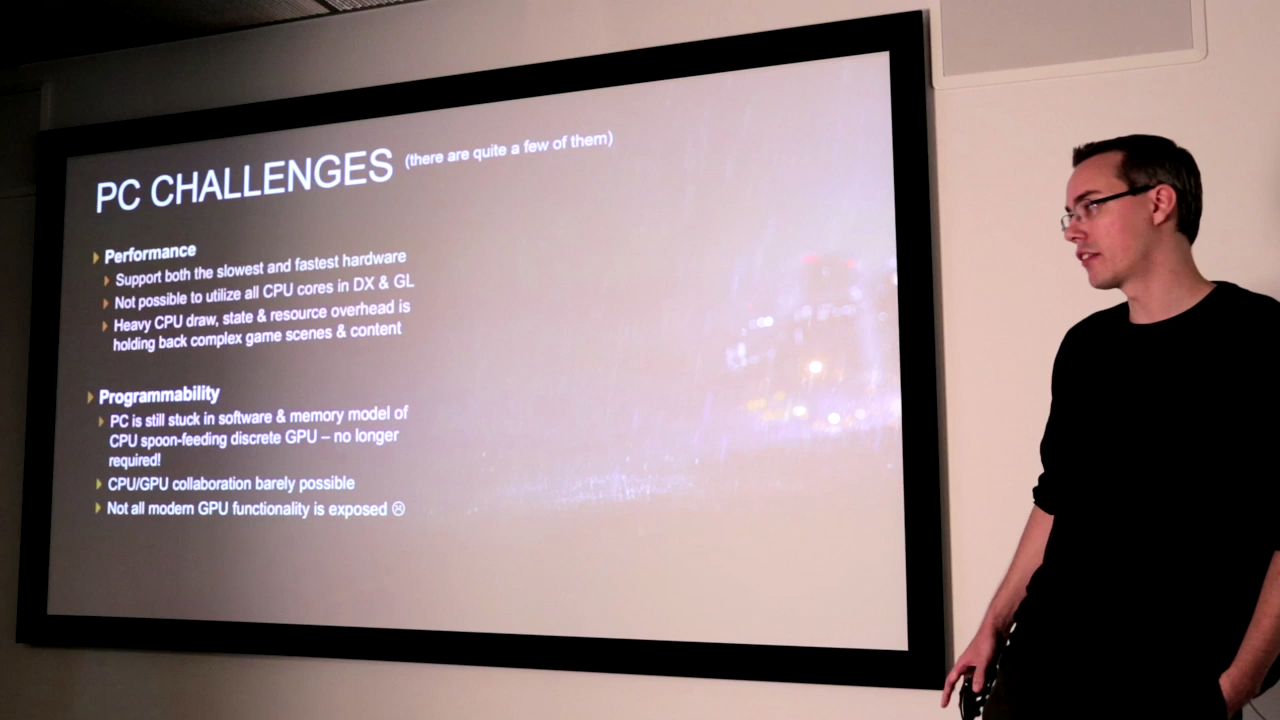 PC CHALLENGES (there are quite a few of them)
Performance
Support both the slowest and fastest hardware
Not possible to utilize all CPU cores in DX & GL
Heavy CPU draw, state & resource overhead is
holding back complex game scenes & content
Programmability
PC is still stuck in software & memory model of
CPU spoon-feeding discrete GPU – no longer
required!
CPU/GPU collaboration barely possible
Not all modern GPU functionality is exposed ☹